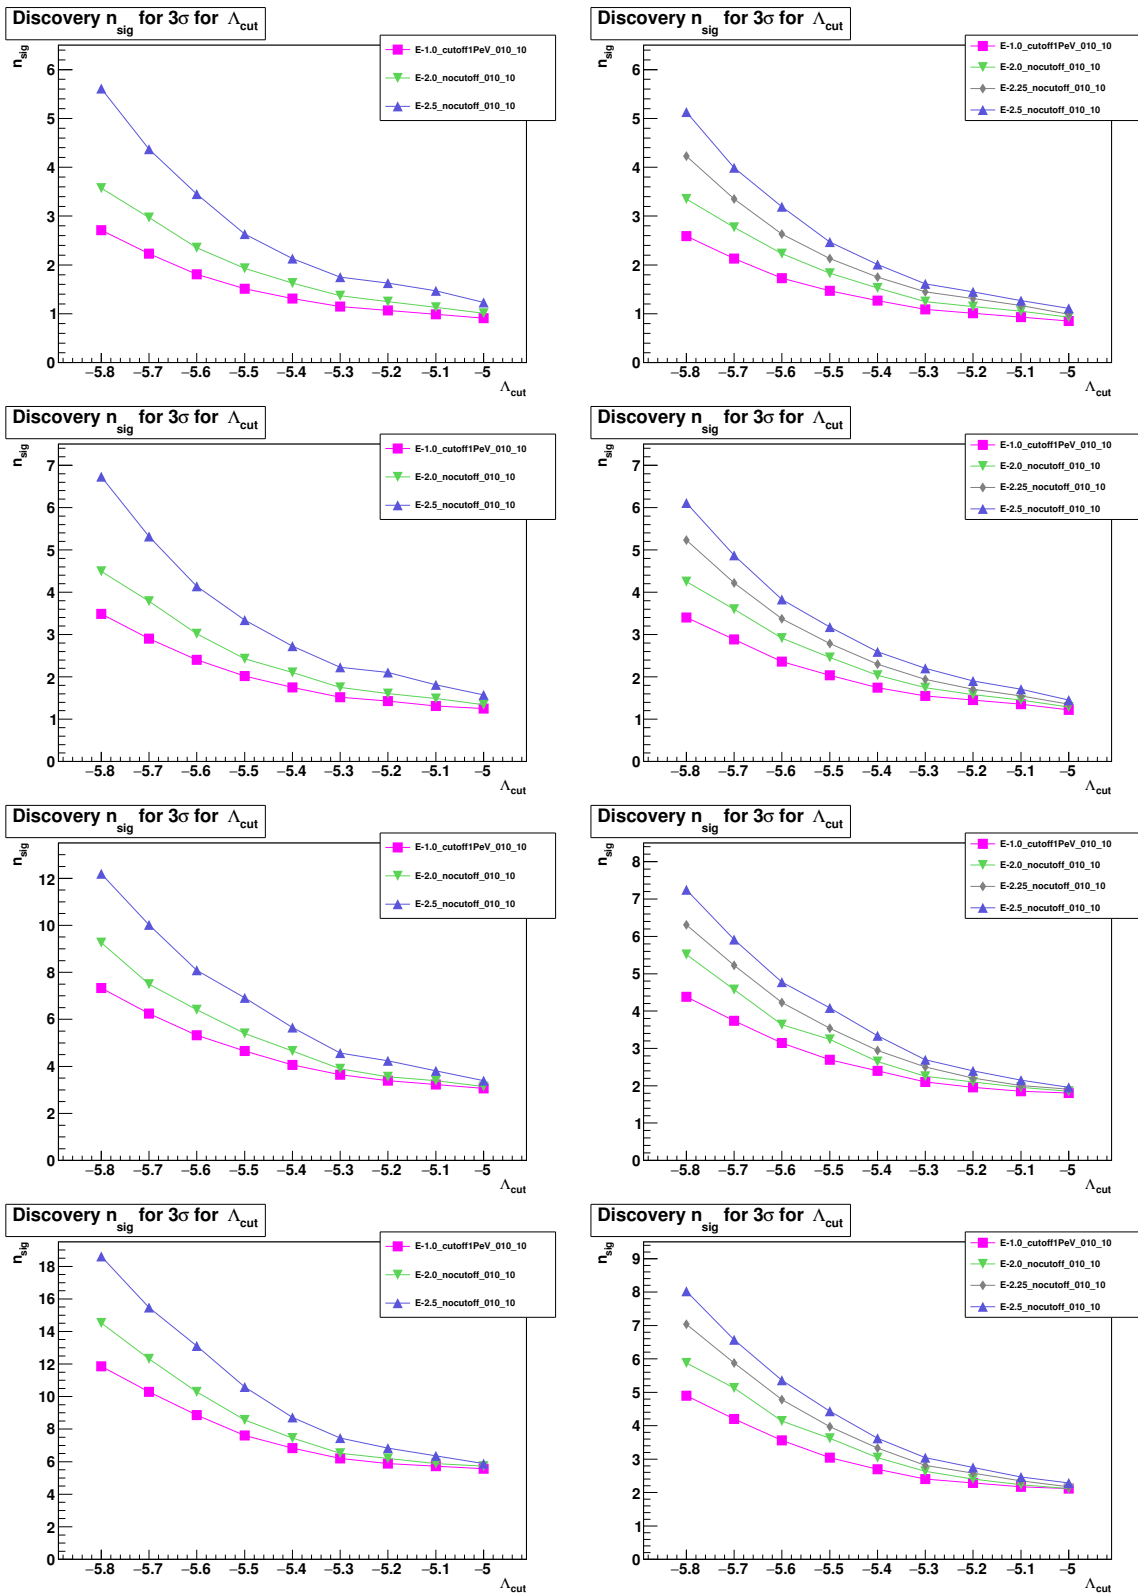 Discovery n_sig for 3σ for Λ_cut
n_sig
E-1.0_cutoff1PeV_010_10
E-2.0_nocutoff_010_10
E-2.5_nocutoff_010_10
6
5
4
3
2
1
0
−5.8 −5.7 −5.6 −5.5 −5.4 −5.3 −5.2 −5.1 −5
Λ_cut
Discovery n_sig for 3σ for Λ_cut
n_sig
E-1.0_cutoff1PeV_010_10
E-2.0_nocutoff_010_10
E-2.25_nocutoff_010_10
E-2.5_nocutoff_010_10
6
5
4
3
2
1
0
−5.8 −5.7 −5.6 −5.5 −5.4 −5.3 −5.2 −5.1 −5
Λ_cut
Discovery n_sig for 3σ for Λ_cut
n_sig
E-1.0_cutoff1PeV_010_10
E-2.0_nocutoff_010_10
E-2.5_nocutoff_010_10
7
6
5
4
3
2
1
0
−5.8 −5.7 −5.6 −5.5 −5.4 −5.3 −5.2 −5.1 −5
Λ_cut
Discovery n_sig for 3σ for Λ_cut
n_sig
E-1.0_cutoff1PeV_010_10
E-2.0_nocutoff_010_10
E-2.25_nocutoff_010_10
E-2.5_nocutoff_010_10
7
6
5
4
3
2
1
0
−5.8 −5.7 −5.6 −5.5 −5.4 −5.3 −5.2 −5.1 −5
Λ_cut
Discovery n_sig for 3σ for Λ_cut
n_sig
E-1.0_cutoff1PeV_010_10
E-2.0_nocutoff_010_10
E-2.5_nocutoff_010_10
12
10
8
6
4
2
0
−5.8 −5.7 −5.6 −5.5 −5.4 −5.3 −5.2 −5.1 −5
Λ_cut
Discovery n_sig for 3σ for Λ_cut
n_sig
E-1.0_cutoff1PeV_010_10
E-2.0_nocutoff_010_10
E-2.25_nocutoff_010_10
E-2.5_nocutoff_010_10
8
7
6
5
4
3
2
1
0
−5.8 −5.7 −5.6 −5.5 −5.4 −5.3 −5.2 −5.1 −5
Λ_cut
Discovery n_sig for 3σ for Λ_cut
n_sig
E-1.0_cutoff1PeV_010_10
E-2.0_nocutoff_010_10
E-2.5_nocutoff_010_10
18
16
14
12
10
8
6
4
2
0
−5.8 −5.7 −5.6 −5.5 −5.4 −5.3 −5.2 −5.1 −5
Λ_cut
Discovery n_sig for 3σ for Λ_cut
n_sig
E-1.0_cutoff1PeV_010_10
E-2.0_nocutoff_010_10
E-2.25_nocutoff_010_10
E-2.5_nocutoff_010_10
9
8
7
6
5
4
3
2
1
0
−5.8 −5.7 −5.6 −5.5 −5.4 −5.3 −5.2 −5.1 −5
Λ_cut